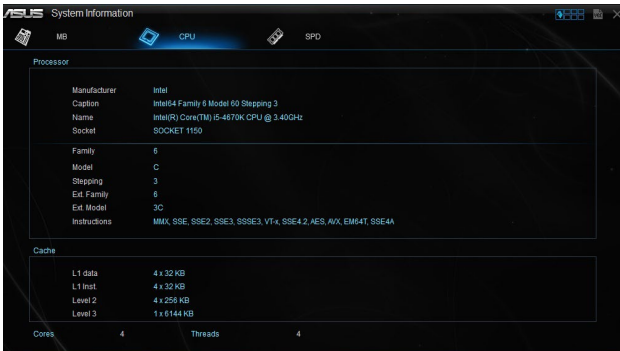 ASUS System Information
MB CPU SPD
Processor
Manufacturer Intel
Caption Intel64 Family 6 Model 60 Stepping 3
Name Intel(R) Core(TM) i5-4670K CPU @ 3.40GHz
Socket SOCKET 1150
Family 6
Model C
Stepping 3
Ext. Family 6
Ext. Model 3C
Instructions MMX, SSE, SSE2, SSE3, SSSE3, VT-x, SSE4.2, AES, AVX, EM64T, SSE4A
Cache
L1 data 4 x 32 KB
L1 Inst. 4 x 32 KB
Level 2 4 x 256 KB
Level 3 1 x 6144 KB
Cores 4 Threads 4